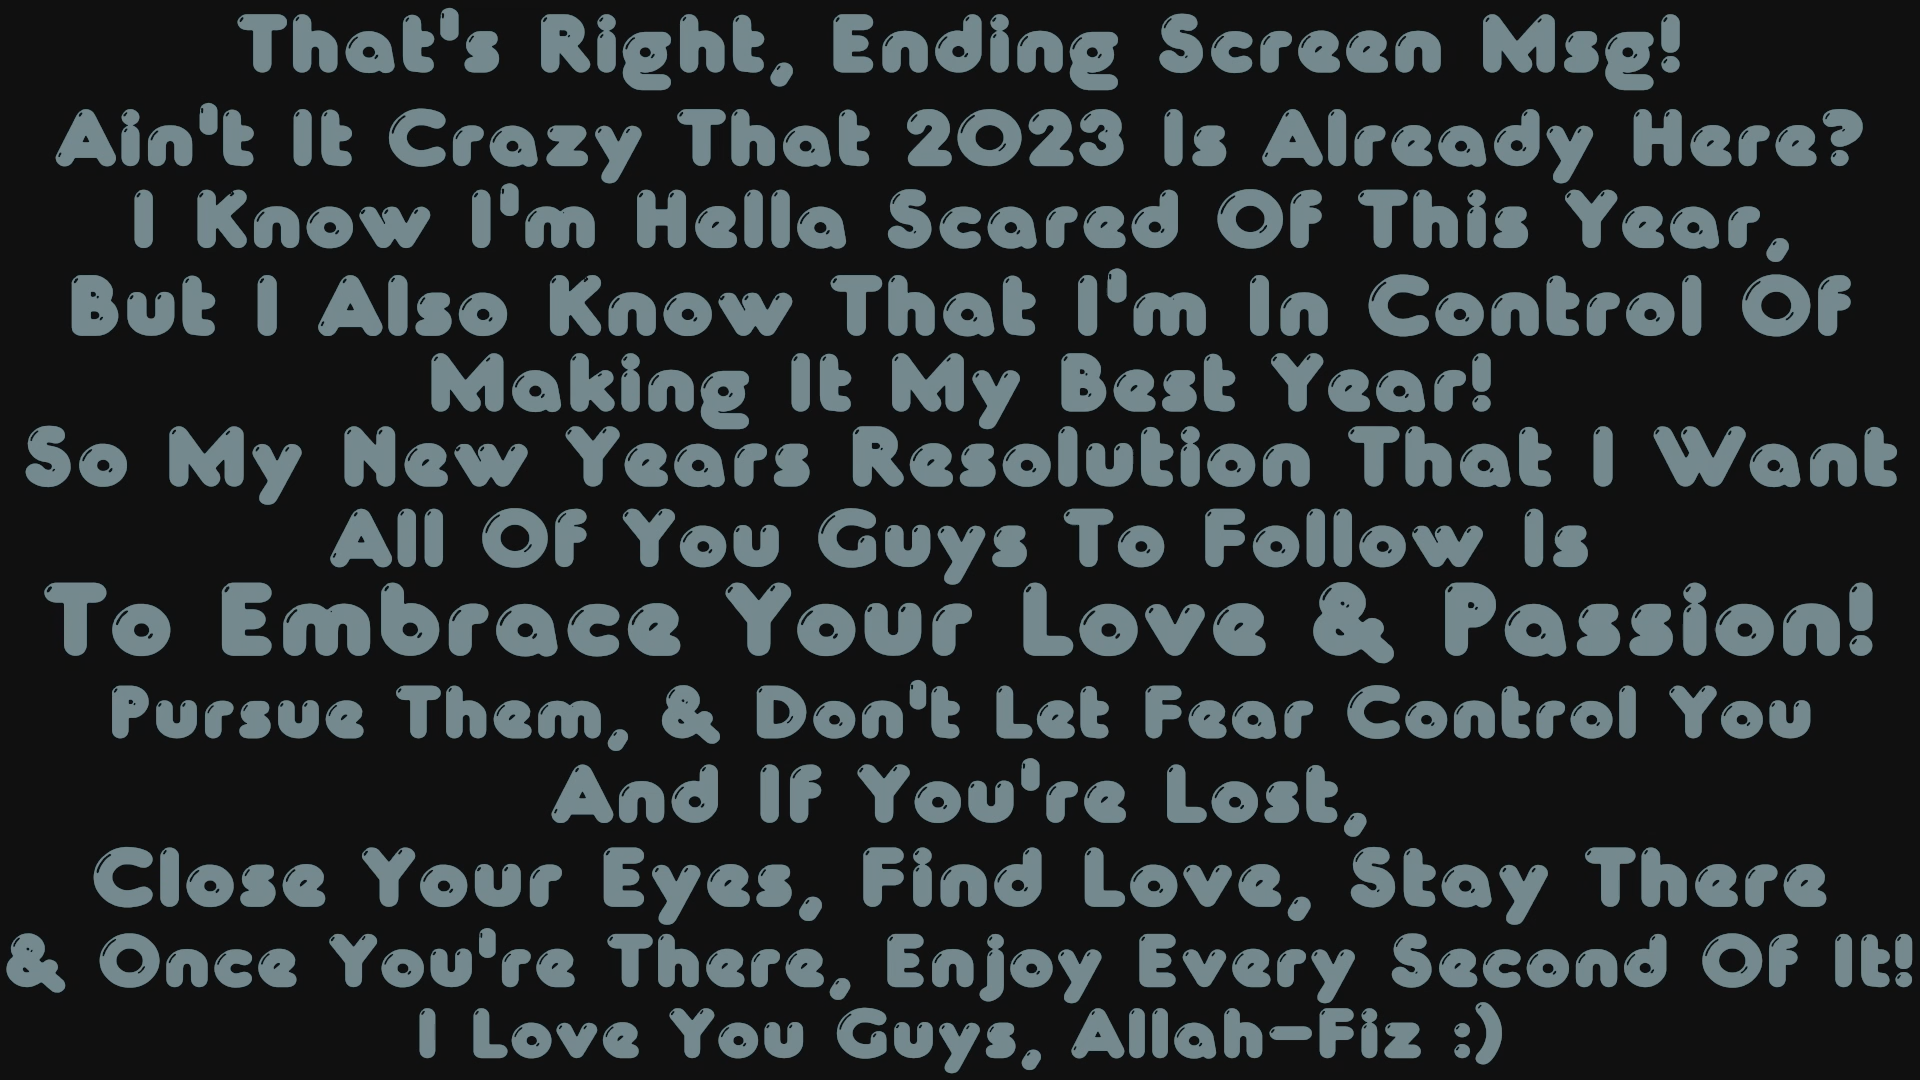 That's Right, Ending Screen Msg!
Ain't It Crazy That 2023 Is Already Here?
I Know I'm Hella Scared Of This Year,
But I Also Know That I'm In Control Of
Making It My Best Year!
So My New Years Resolution That I Want
All Of You Guys To Follow Is
To Embrace Your Love & Passion!
Pursue Them, & Don't Let Fear Control You
And If You're Lost,
Close Your Eyes, Find Love, Stay There
& Once You're There, Enjoy Every Second Of It!
I Love You Guys, Allah-Fiz :)